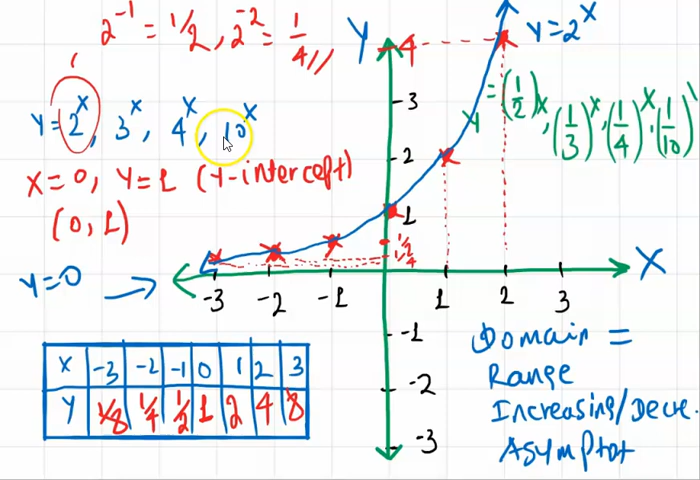 2^-1 = 1/2, 2^-2 = 1/4 //
Y = 2^x, 3^x, 4^x, 10^x
X=0, Y=1 (Y-intercept)
(0, 1)
Y=0
Y
X
Y=2^x
Y = (1/2)^x, (1/3)^x, (1/4)^x, (1/10)^x
4
3
2
1
1/2
1/4
-3 -2 -1 1 2 3
-1
-2
-3
X -3 -2 -1 0 1 2 3
Y 1/8 1/4 1/2 1 2 4 8
Domain =
Range
Increasing/Decre.
Asymptot